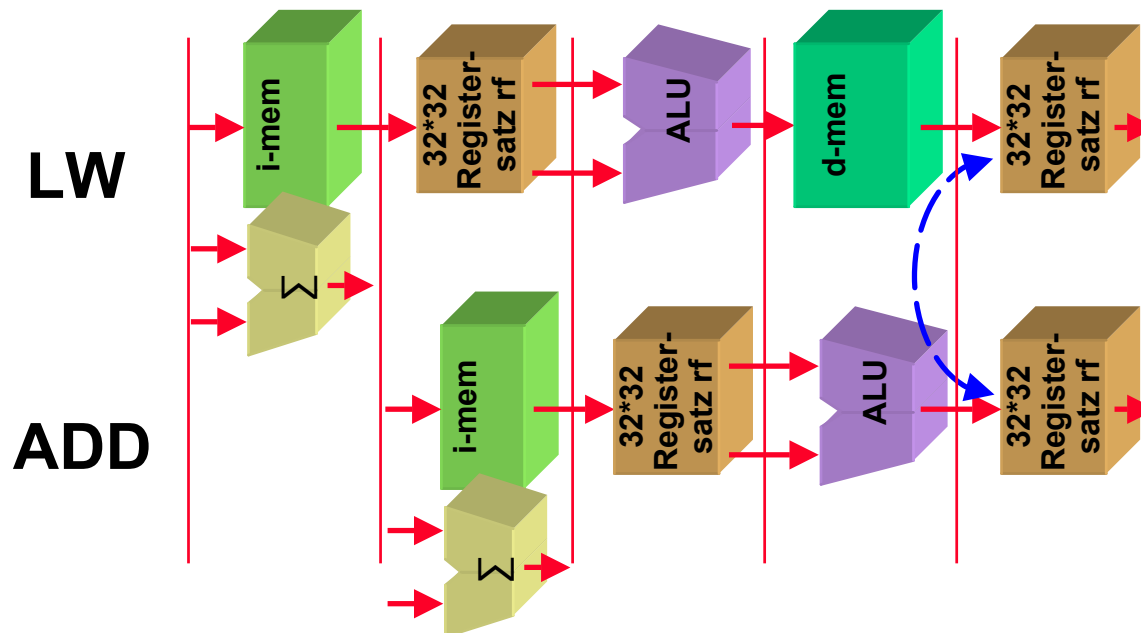 LW
i-mem
Σ
32*32
Register-
satz rf
ALU
d-mem
32*32
Register-
satz rf
ADD
i-mem
Σ
32*32
Register-
satz rf
ALU
32*32
Register-
satz rf